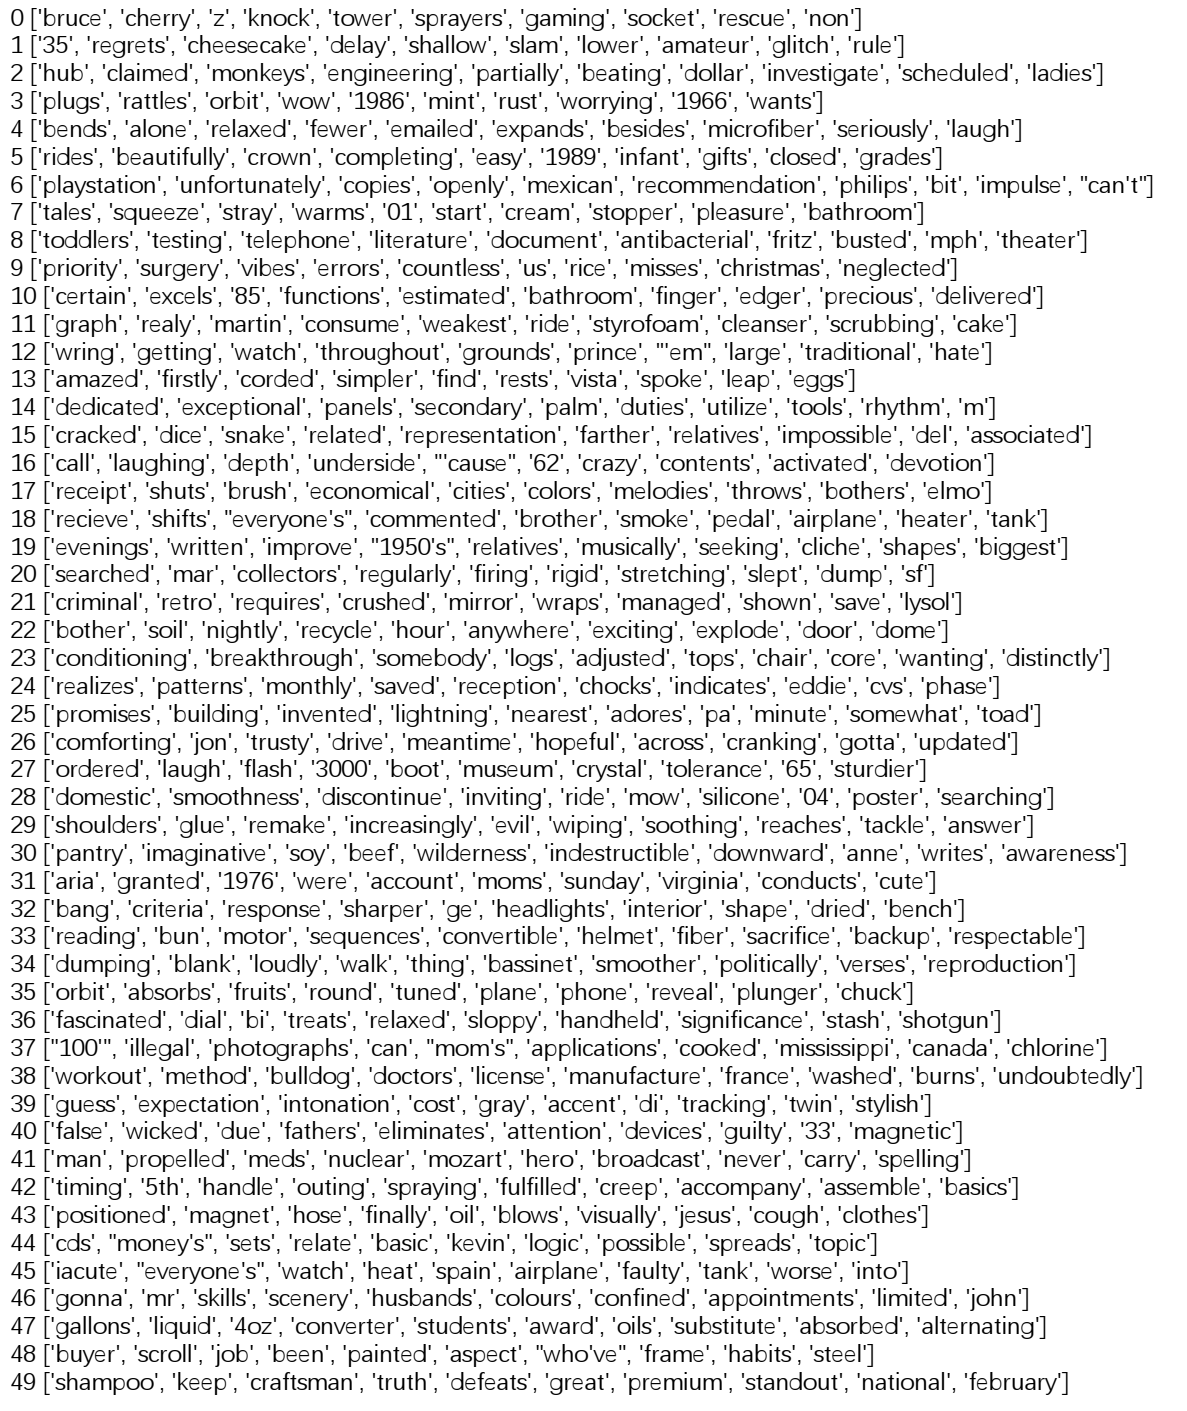 0 ['bruce', 'cherry', 'z', 'knock', 'tower', 'sprayers', 'gaming', 'socket', 'rescue', 'non']
1 ['35', 'regrets', 'cheesecake', 'delay', 'shallow', 'slam', 'lower', 'amateur', 'glitch', 'rule']
2 ['hub', 'claimed', 'monkeys', 'engineering', 'partially', 'beating', 'dollar', 'investigate', 'scheduled', 'ladies']
3 ['plugs', 'rattles', 'orbit', 'wow', '1986', 'mint', 'rust', 'worrying', '1966', 'wants']
4 ['bends', 'alone', 'relaxed', 'fewer', 'emailed', 'expands', 'besides', 'microfiber', 'seriously', 'laugh']
5 ['rides', 'beautifully', 'crown', 'completing', 'easy', '1989', 'infant', 'gifts', 'closed', 'grades']
6 ['playstation', 'unfortunately', 'copies', 'openly', 'mexican', 'recommendation', 'philips', 'bit', 'impulse', "can't"]
7 ['tales', 'squeeze', 'stray', 'warms', '01', 'start', 'cream', 'stopper', 'pleasure', 'bathroom']
8 ['toddlers', 'testing', 'telephone', 'literature', 'document', 'antibacterial', 'fritz', 'busted', 'mph', 'theater']
9 ['priority', 'surgery', 'vibes', 'errors', 'countless', 'us', 'rice', 'misses', 'christmas', 'neglected']
10 ['certain', 'excels', '85', 'functions', 'estimated', 'bathroom', 'finger', 'edger', 'precious', 'delivered']
11 ['graph', 'realy', 'martin', 'consume', 'weakest', 'ride', 'styrofoam', 'cleanser', 'scrubbing', 'cake']
12 ['wring', 'getting', 'watch', 'throughout', 'grounds', 'prince', "'em", 'large', 'traditional', 'hate']
13 ['amazed', 'firstly', 'corded', 'simpler', 'find', 'rests', 'vista', 'spoke', 'leap', 'eggs']
14 ['dedicated', 'exceptional', 'panels', 'secondary', 'palm', 'duties', 'utilize', 'tools', 'rhythm', 'm']
15 ['cracked', 'dice', 'snake', 'related', 'representation', 'farther', 'relatives', 'impossible', 'del', 'associated']
16 ['call', 'laughing', 'depth', 'underside', "'cause", '62', 'crazy', 'contents', 'activated', 'devotion']
17 ['receipt', 'shuts', 'brush', 'economical', 'cities', 'colors', 'melodies', 'throws', 'bothers', 'elmo']
18 ['recieve', 'shifts', "everyone's", 'commented', 'brother', 'smoke', 'pedal', 'airplane', 'heater', 'tank']
19 ['evenings', 'written', 'improve', "1950's", 'relatives', 'musically', 'seeking', 'cliche', 'shapes', 'biggest']
20 ['searched', 'mar', 'collectors', 'regularly', 'firing', 'rigid', 'stretching', 'slept', 'dump', 'sf']
21 ['criminal', 'retro', 'requires', 'crushed', 'mirror', 'wraps', 'managed', 'shown', 'save', 'lysol']
22 ['bother', 'soil', 'nightly', 'recycle', 'hour', 'anywhere', 'exciting', 'explode', 'door', 'dome']
23 ['conditioning', 'breakthrough', 'somebody', 'logs', 'adjusted', 'tops', 'chair', 'core', 'wanting', 'distinctly']
24 ['realizes', 'patterns', 'monthly', 'saved', 'reception', 'chocks', 'indicates', 'eddie', 'cvs', 'phase']
25 ['promises', 'building', 'invented', 'lightning', 'nearest', 'adores', 'pa', 'minute', 'somewhat', 'toad']
26 ['comforting', 'jon', 'trusty', 'drive', 'meantime', 'hopeful', 'across', 'cranking', 'gotta', 'updated']
27 ['ordered', 'laugh', 'flash', '3000', 'boot', 'museum', 'crystal', 'tolerance', '65', 'sturdier']
28 ['domestic', 'smoothness', 'discontinue', 'inviting', 'ride', 'mow', 'silicone', '04', 'poster', 'searching']
29 ['shoulders', 'glue', 'remake', 'increasingly', 'evil', 'wiping', 'soothing', 'reaches', 'tackle', 'answer']
30 ['pantry', 'imaginative', 'soy', 'beef', 'wilderness', 'indestructible', 'downward', 'anne', 'writes', 'awareness']
31 ['aria', 'granted', '1976', 'were', 'account', 'moms', 'sunday', 'virginia', 'conducts', 'cute']
32 ['bang', 'criteria', 'response', 'sharper', 'ge', 'headlights', 'interior', 'shape', 'dried', 'bench']
33 ['reading', 'bun', 'motor', 'sequences', 'convertible', 'helmet', 'fiber', 'sacrifice', 'backup', 'respectable']
34 ['dumping', 'blank', 'loudly', 'walk', 'thing', 'bassinet', 'smoother', 'politically', 'verses', 'reproduction']
35 ['orbit', 'absorbs', 'fruits', 'round', 'tuned', 'plane', 'phone', 'reveal', 'plunger', 'chuck']
36 ['fascinated', 'dial', 'bi', 'treats', 'relaxed', 'sloppy', 'handheld', 'significance', 'stash', 'shotgun']
37 ["100'", 'illegal', 'photographs', 'can', "mom's", 'applications', 'cooked', 'mississippi', 'canada', 'chlorine']
38 ['workout', 'method', 'bulldog', 'doctors', 'license', 'manufacture', 'france', 'washed', 'burns', 'undoubtedly']
39 ['guess', 'expectation', 'intonation', 'cost', 'gray', 'accent', 'di', 'tracking', 'twin', 'stylish']
40 ['false', 'wicked', 'due', 'fathers', 'eliminates', 'attention', 'devices', 'guilty', '33', 'magnetic']
41 ['man', 'propelled', 'meds', 'nuclear', 'mozart', 'hero', 'broadcast', 'never', 'carry', 'spelling']
42 ['timing', '5th', 'handle', 'outing', 'spraying', 'fulfilled', 'creep', 'accompany', 'assemble', 'basics']
43 ['positioned', 'magnet', 'hose', 'finally', 'oil', 'blows', 'visually', 'jesus', 'cough', 'clothes']
44 ['cds', "money's", 'sets', 'relate', 'basic', 'kevin', 'logic', 'possible', 'spreads', 'topic']
45 ['iacute', "everyone's", 'watch', 'heat', 'spain', 'airplane', 'faulty', 'tank', 'worse', 'into']
46 ['gonna', 'mr', 'skills', 'scenery', 'husbands', 'colours', 'confined', 'appointments', 'limited', 'john']
47 ['gallons', 'liquid', '4oz', 'converter', 'students', 'award', 'oils', 'substitute', 'absorbed', 'alternating']
48 ['buyer', 'scroll', 'job', 'been', 'painted', 'aspect', "who've", 'frame', 'habits', 'steel']
49 ['shampoo', 'keep', 'craftsman', 'truth', 'defeats', 'great', 'premium', 'standout', 'national', 'february']